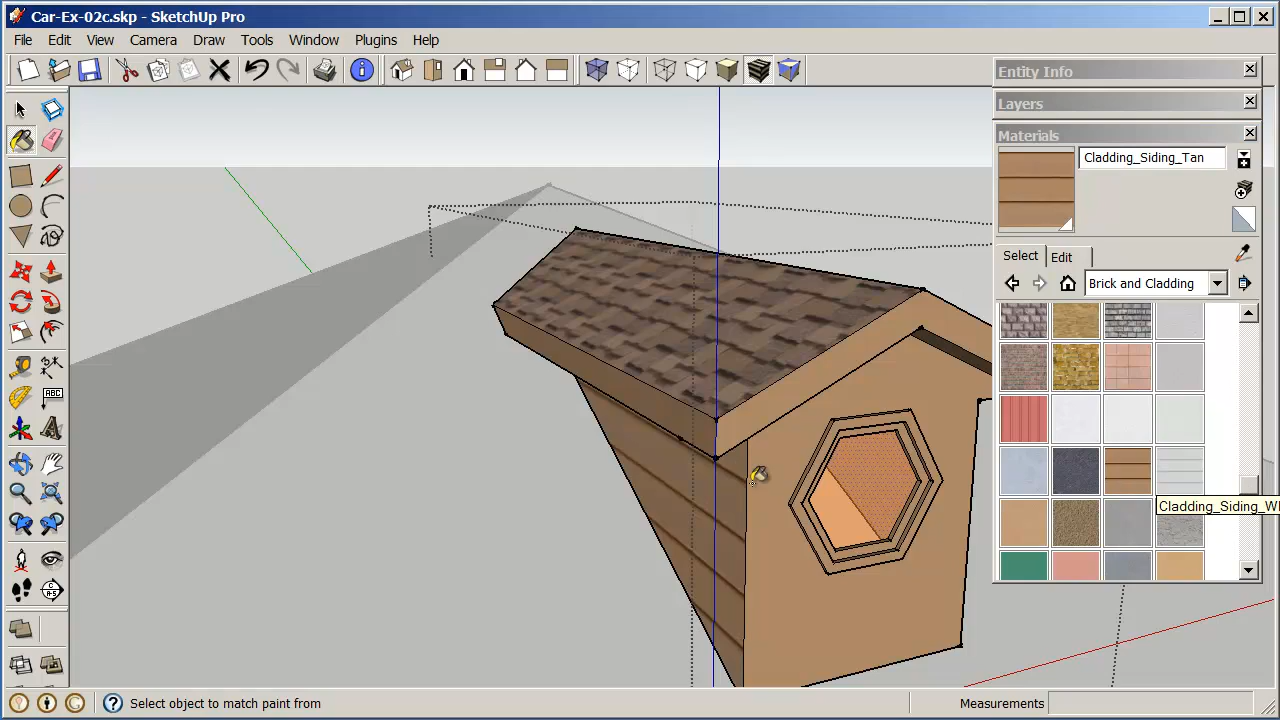 Car-Ex-02c.skp - SketchUp Pro
File Edit View Camera Draw Tools Window Plugins Help
Entity Info
Layers
Materials
Cladding_Siding_Tan
Select Edit
Brick and Cladding
ABC
Cladding_Siding_W
Select object to match paint from
Measurements